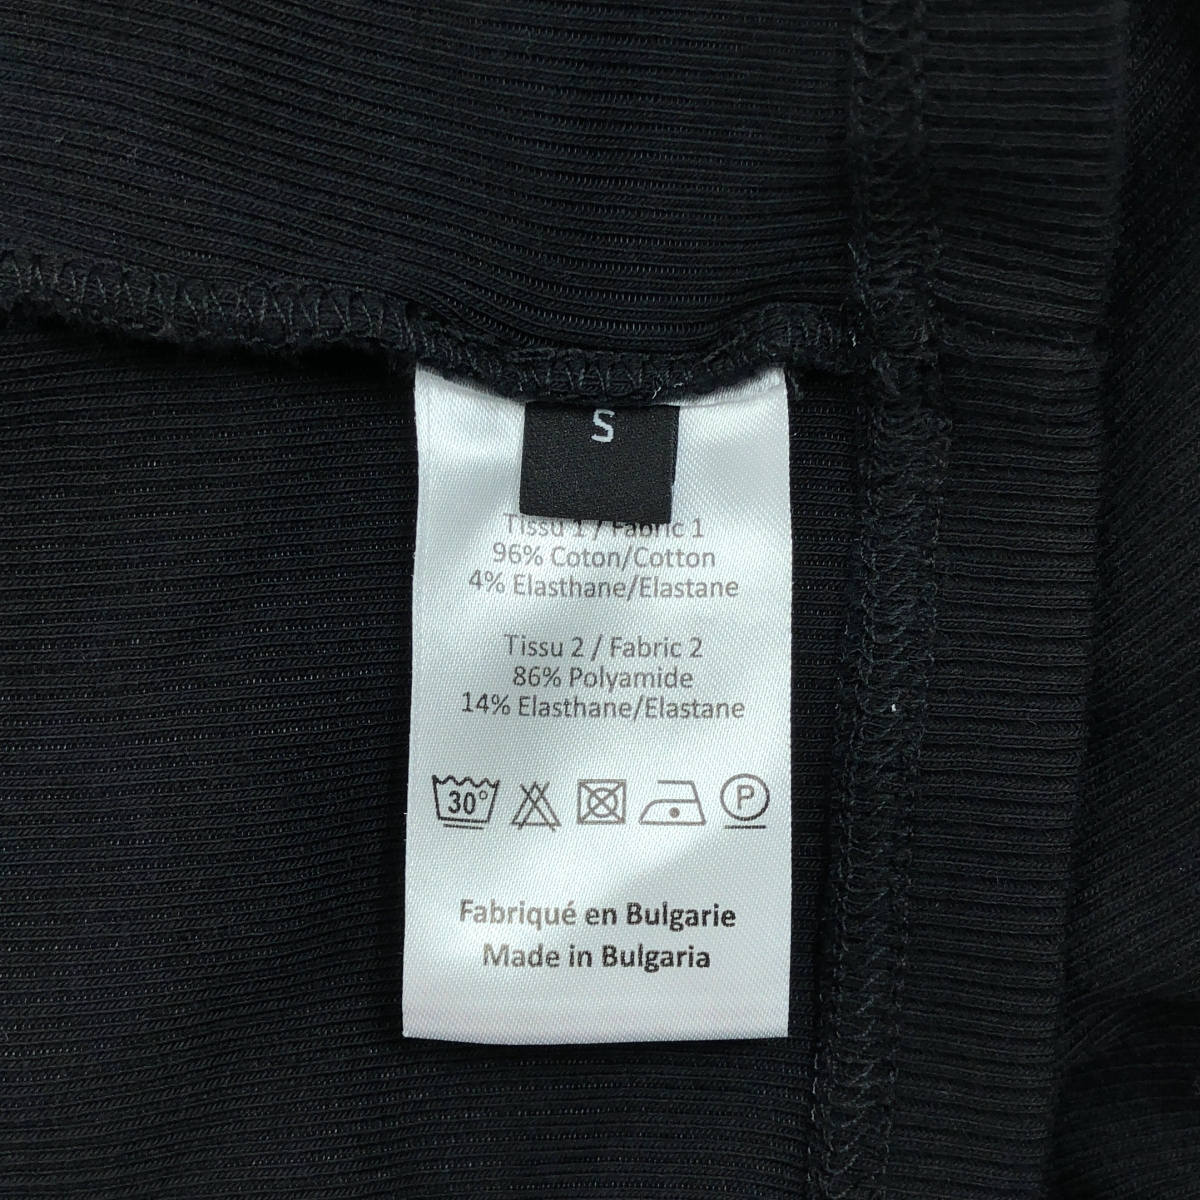 S
Tissu 1 / Fabric 1
96% Coton/Cotton
4% Elasthane/Elastane
Tissu 2 / Fabric 2
86% Polyamide
14% Elasthane/Elastane
30° P
Fabriqué en Bulgarie
Made in Bulgaria